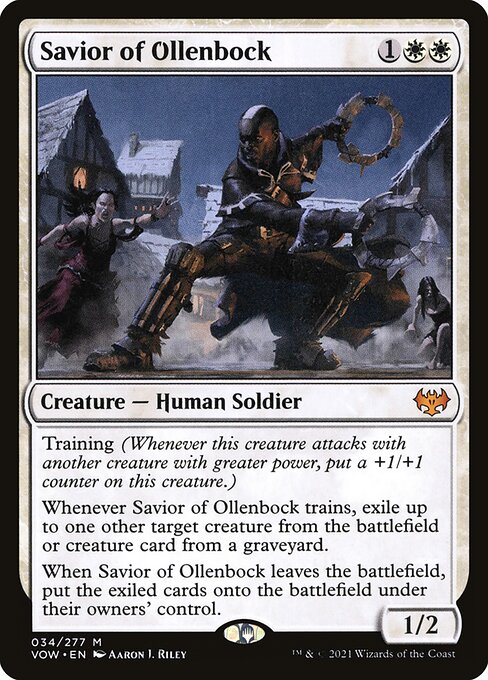 Savior of Ollenbock 1
Creature — Human Soldier
Training (Whenever this creature attacks with
another creature with greater power, put a +1/+1
counter on this creature.)
Whenever Savior of Ollenbock trains, exile up
to one other target creature from the battlefield
or creature card from a graveyard.
When Savior of Ollenbock leaves the battlefield,
put the exiled cards onto the battlefield under
their owners' control.
1/2
034/277 M
VOW • EN Aaron J. Riley
™ & © 2021 Wizards of the Coast